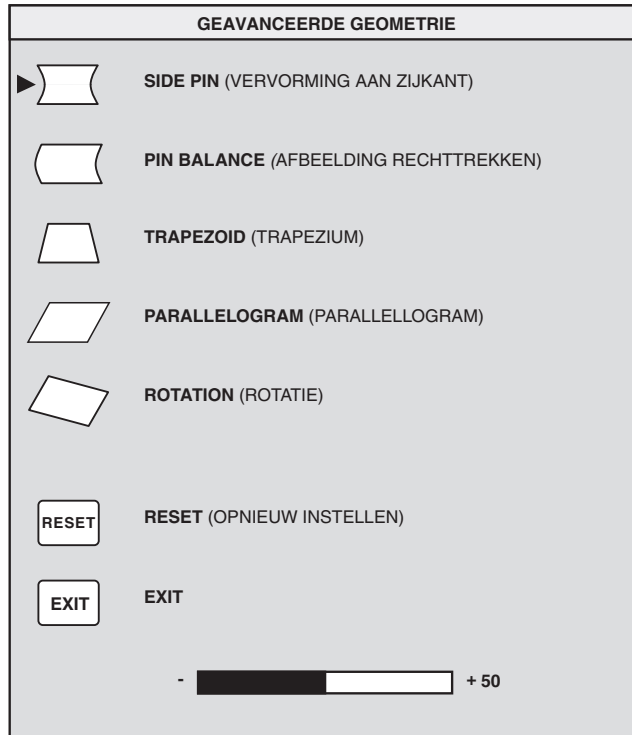 GEAVANCEERDE GEOMETRIE
SIDE PIN (VERVORMING AAN ZIJKANT)
PIN BALANCE (AFBEELDING RECHTTREKKEN)
TRAPEZOID (TRAPEZIUM)
PARALLELOGRAM (PARALLELLOGRAM)
ROTATION (ROTATIE)
RESET RESET (OPNIEUW INSTELLEN)
EXIT EXIT
- + 50